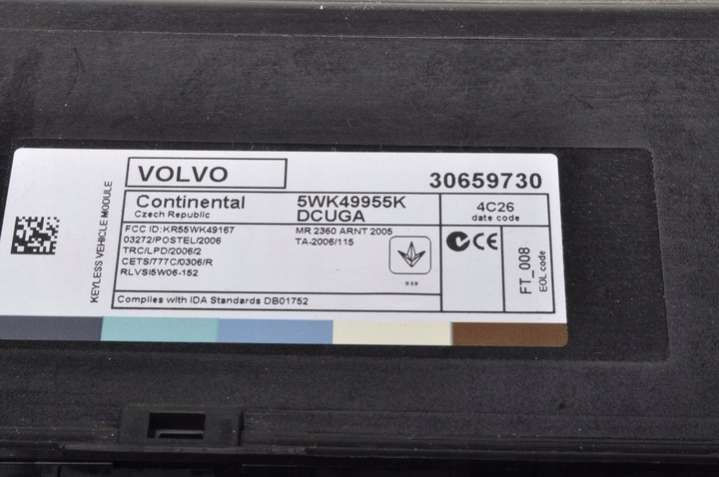 KEYLESS VEHICLE MODULE
VOLVO
30659730
Continental
Czech Republic
5WK49955K
DCUGA
4C26
date code
FCC ID:KR55WK49167
03272/POSTEL/2006
TRC/LPD/2006/2
CETS/777C/0306/R
RLVSI5W06-152
MR 2360 ARNT 2005
TA-2006/115
CE
FT_008
EOL code
Complies with IDA Standards DB01752